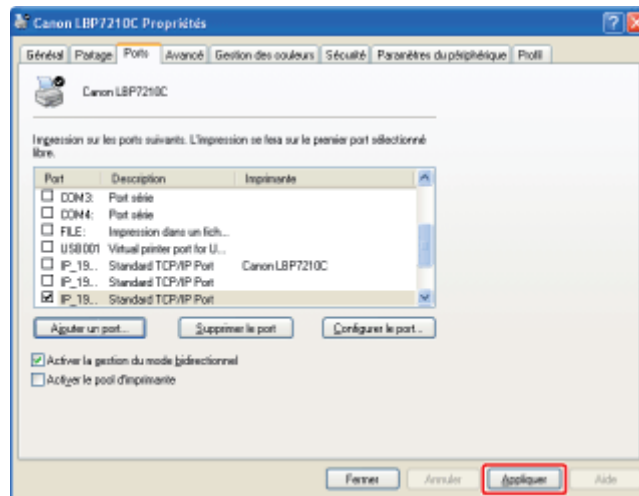 Canon LBP7210C Propriétés
Général Partage Ports Avancé Gestion des couleurs Sécurité Paramètres du périphérique Profil
Canon LBP7210C
Impression sur les ports suivants. L'impression se fera sur le premier port sélectionné
libre.
Port Description Imprimante
COM3: Port série
COM4: Port série
FILE: Impression dans un fich...
USB001 Virtual printer port for U...
IP_19... Standard TCP/IP Port Canon LBP7210C
IP_19... Standard TCP/IP Port
IP_19... Standard TCP/IP Port
Ajouter un port... Supprimer le port Configurer le port...
Activer la gestion du mode bidirectionnel
Activer le pool d'imprimante
Fermer Annuler Appliquer Aide